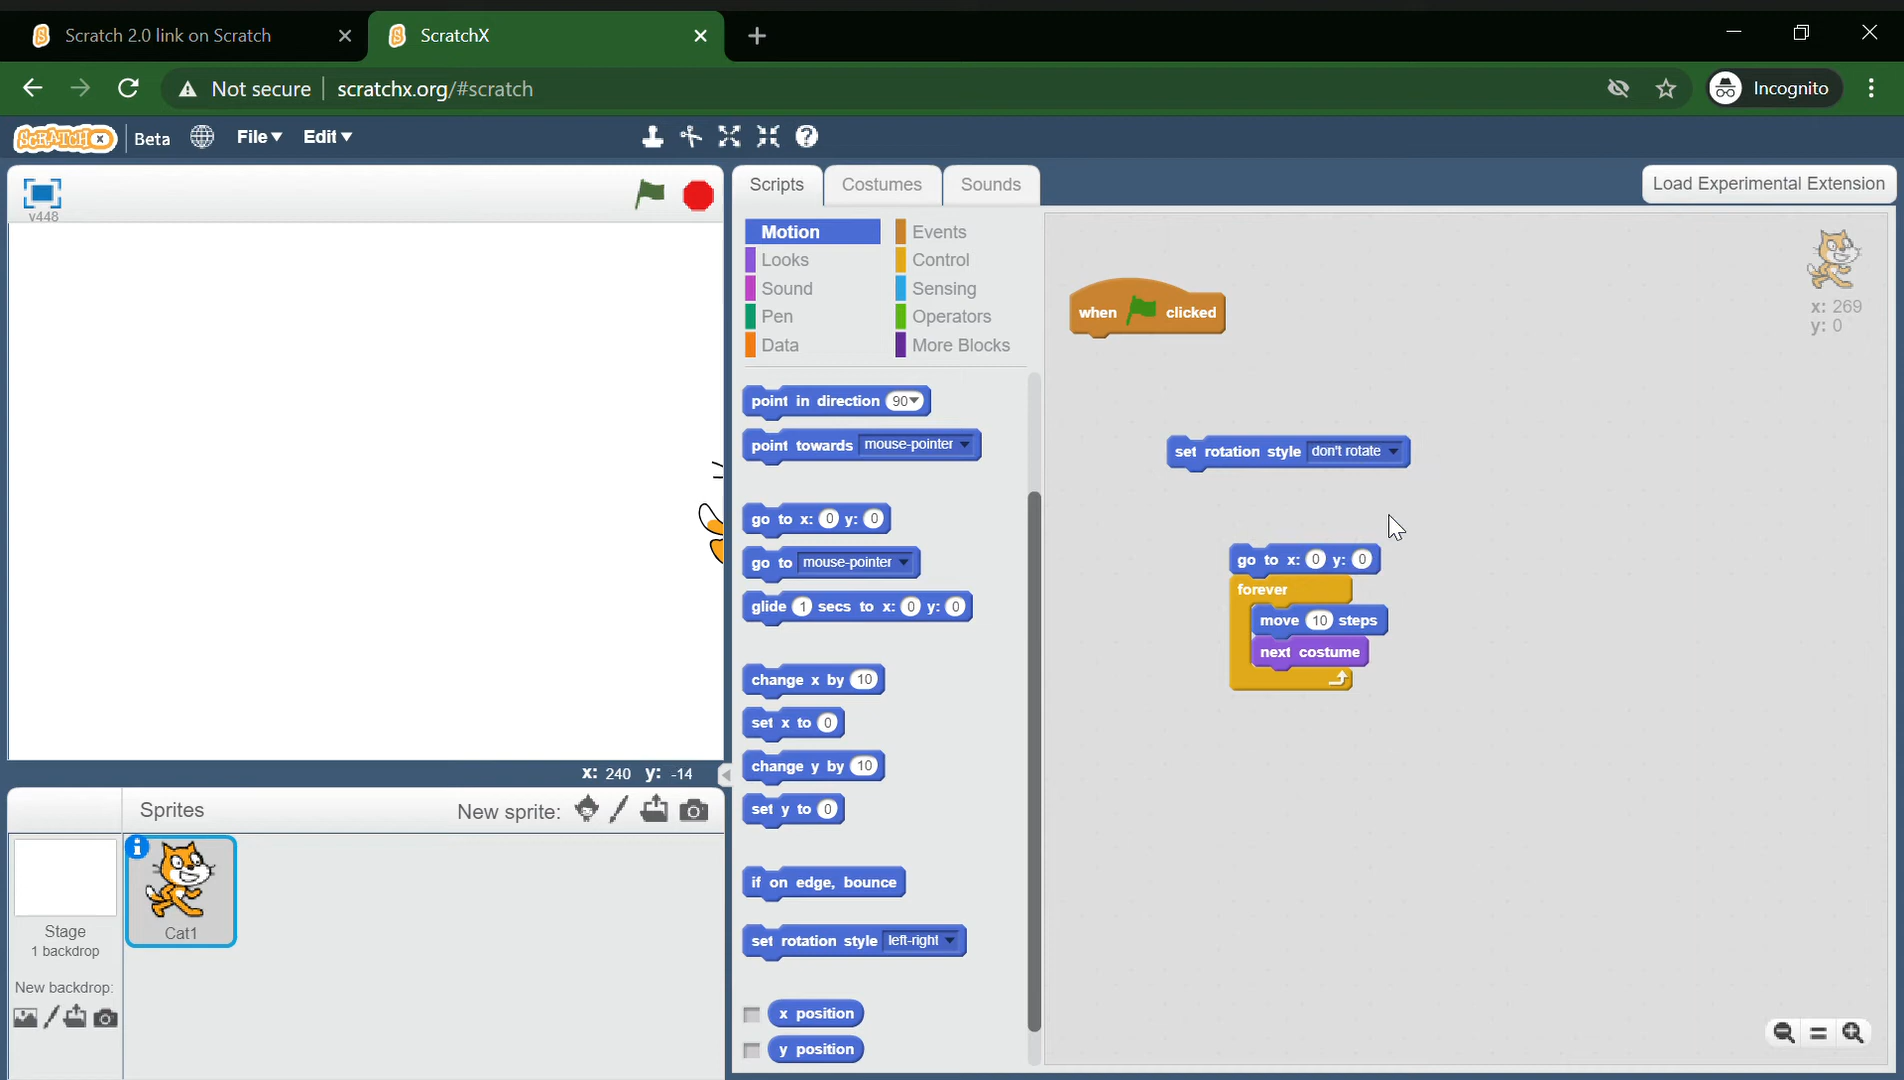 Scratch 2.0 link on Scratch
ScratchX
Not secure scratchx.org/#scratch
Incognito
SCRATCH X Beta File Edit
v448
Scripts Costumes Sounds
Load Experimental Extension
Motion Events
Looks Control
Sound Sensing
Pen Operators
Data More Blocks
x: 269
y: 0
when clicked
point in direction 90
point towards mouse-pointer
set rotation style don't rotate
go to x: 0 y: 0
go to mouse-pointer
glide 1 secs to x: 0 y: 0
go to x: 0 y: 0
forever
move 10 steps
next costume
change x by 10
set x to 0
change y by 10
set y to 0
if on edge, bounce
set rotation style left-right
x position
y position
x: 240 y: -14
Sprites New sprite:
Cat1
Stage
1 backdrop
New backdrop: